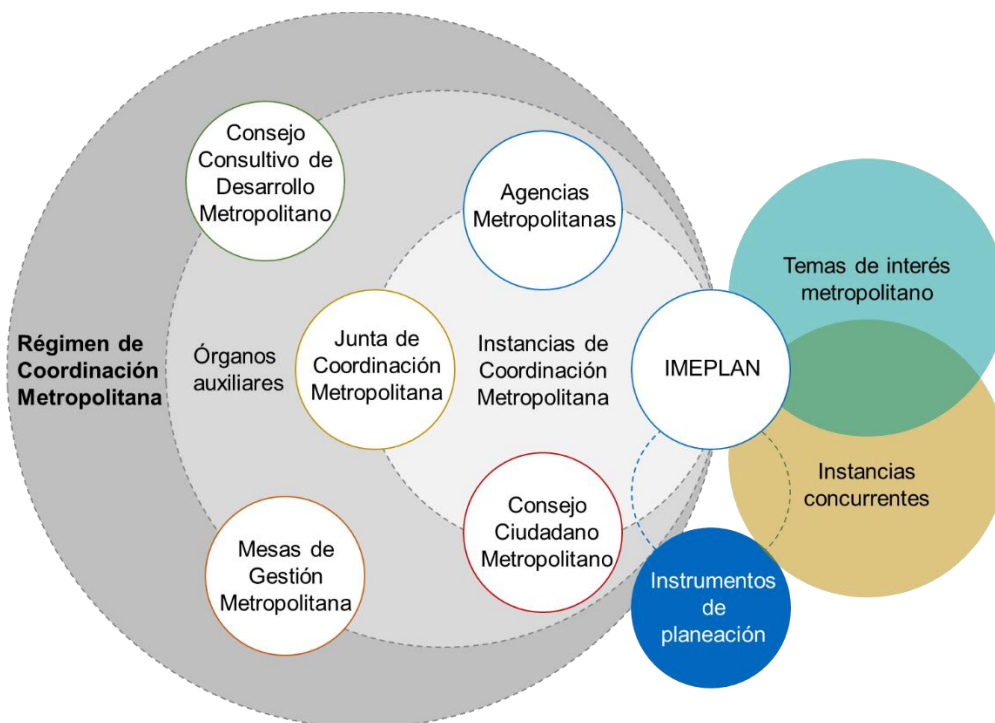 Consejo
Consultivo de
Desarrollo
Metropolitano
Agencias
Metropolitanas
Temas de interés
metropolitano
Régimen de
Coordinación
Metropolitana
Órganos
auxiliares
Junta de
Coordinación
Metropolitana
Instancias de
Coordinación
Metropolitana
IMEPLAN
Instancias
concurrentes
Mesas de
Gestión
Metropolitana
Consejo
Ciudadano
Metropolitano
Instrumentos
de
planeación